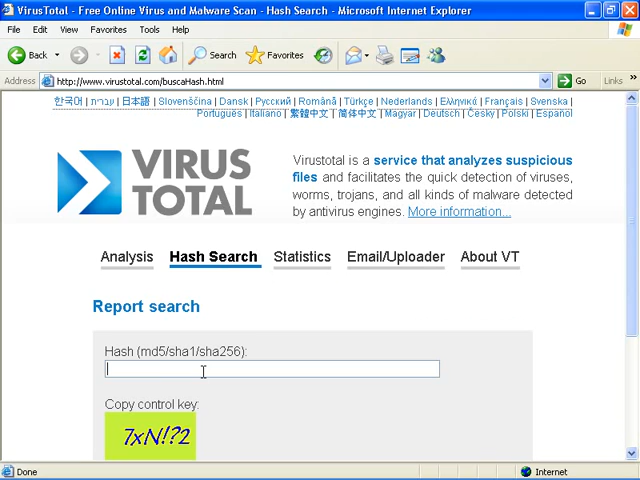 VirusTotal - Free Online Virus and Malware Scan - Hash Search - Microsoft Internet Explorer
File Edit View Favorites Tools Help
Back Search Favorites
Address http://www.virustotal.com/buscaHash.html Go Links »
한국어 | עברית | 日本語 | Slovenščina | Dansk | Русский | Română | Türkçe | Nederlands | Ελληνικά | Français | Svenska |
Português | Italiano | 繁體中文 | 简体中文 | Magyar | Deutsch | Česky | Polski | Español
VIRUS
TOTAL
Virustotal is a service that analyzes suspicious
files and facilitates the quick detection of viruses,
worms, trojans, and all kinds of malware detected
by antivirus engines. More information...
Analysis Hash Search Statistics Email/Uploader About VT
Report search
Hash (md5/sha1/sha256):
Copy control key:
7xN!?2
Done Internet